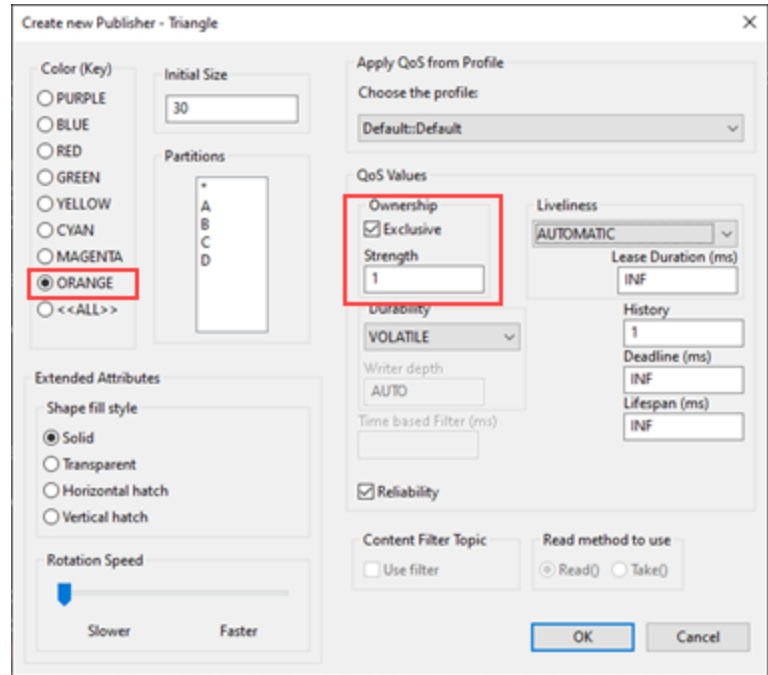 Create new Publisher - Triangle
Color (Key)
PURPLE
BLUE
RED
GREEN
YELLOW
CYAN
MAGENTA
ORANGE
<<ALL>>
Initial Size
30
Partitions
*
A
B
C
D
Extended Attributes
Shape fill style
Solid
Transparent
Horizontal hatch
Vertical hatch
Rotation Speed
Slower Faster
Apply QoS from Profile
Choose the profile:
Default::Default
QoS Values
Ownership
Exclusive
Strength
1
Durability
VOLATILE
Writer depth
AUTO
Time based Filter (ms)
Reliability
Liveliness
AUTOMATIC
Lease Duration (ms)
INF
History
1
Deadline (ms)
INF
Lifespan (ms)
INF
Content Filter Topic
Use filter
Read method to use
Read() Take()
OK Cancel